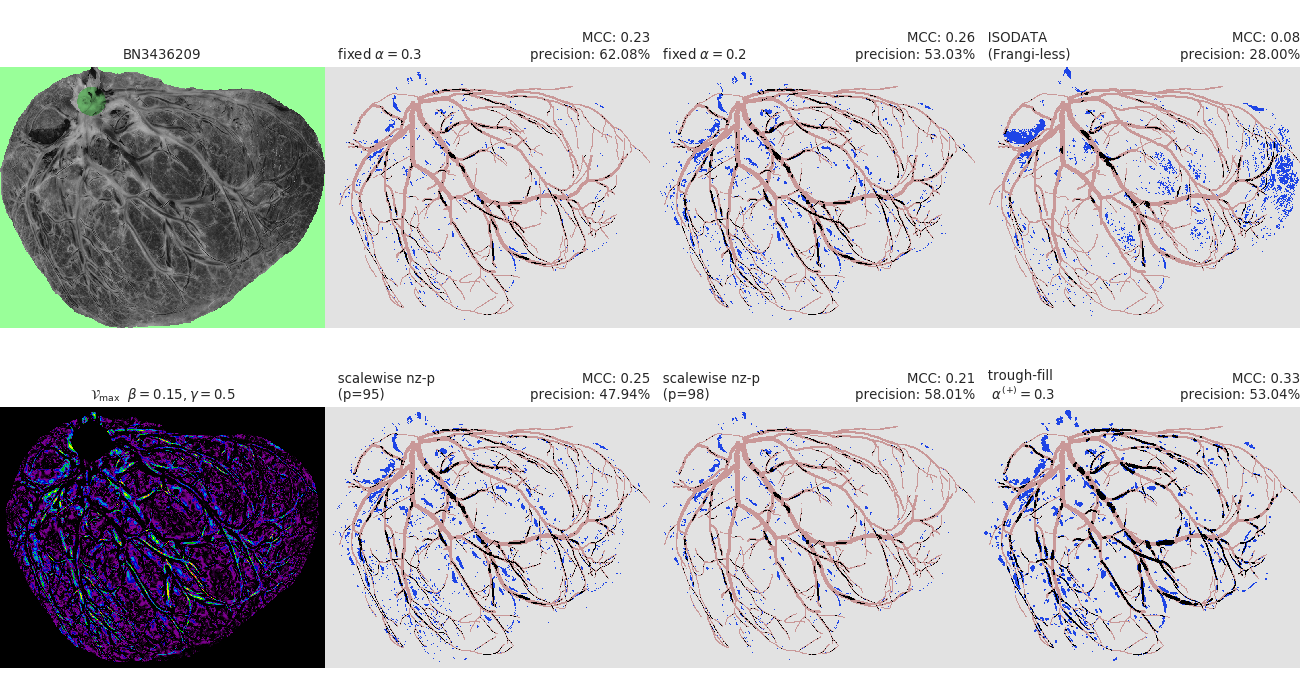 BN3436209
fixed α = 0.3
MCC: 0.23
precision: 62.08%
fixed α = 0.2
MCC: 0.26
precision: 53.03%
ISODATA
(Frangi-less)
MCC: 0.08
precision: 28.00%
𝒱max β = 0.15, γ = 0.5
scalewise nz-p
(p=95)
MCC: 0.25
precision: 47.94%
scalewise nz-p
(p=98)
MCC: 0.21
precision: 58.01%
trough-fill
α(+) = 0.3
MCC: 0.33
precision: 53.04%